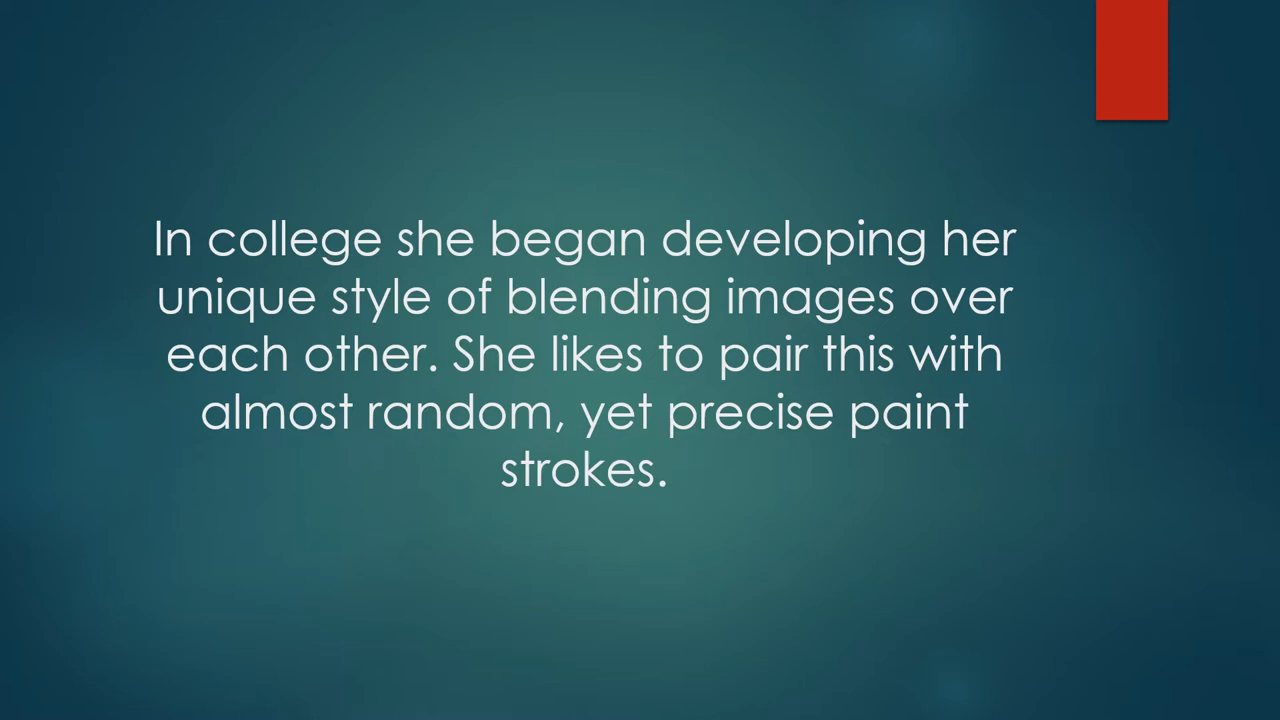 In college she began developing her
unique style of blending images over
each other. She likes to pair this with
almost random, yet precise paint
strokes.